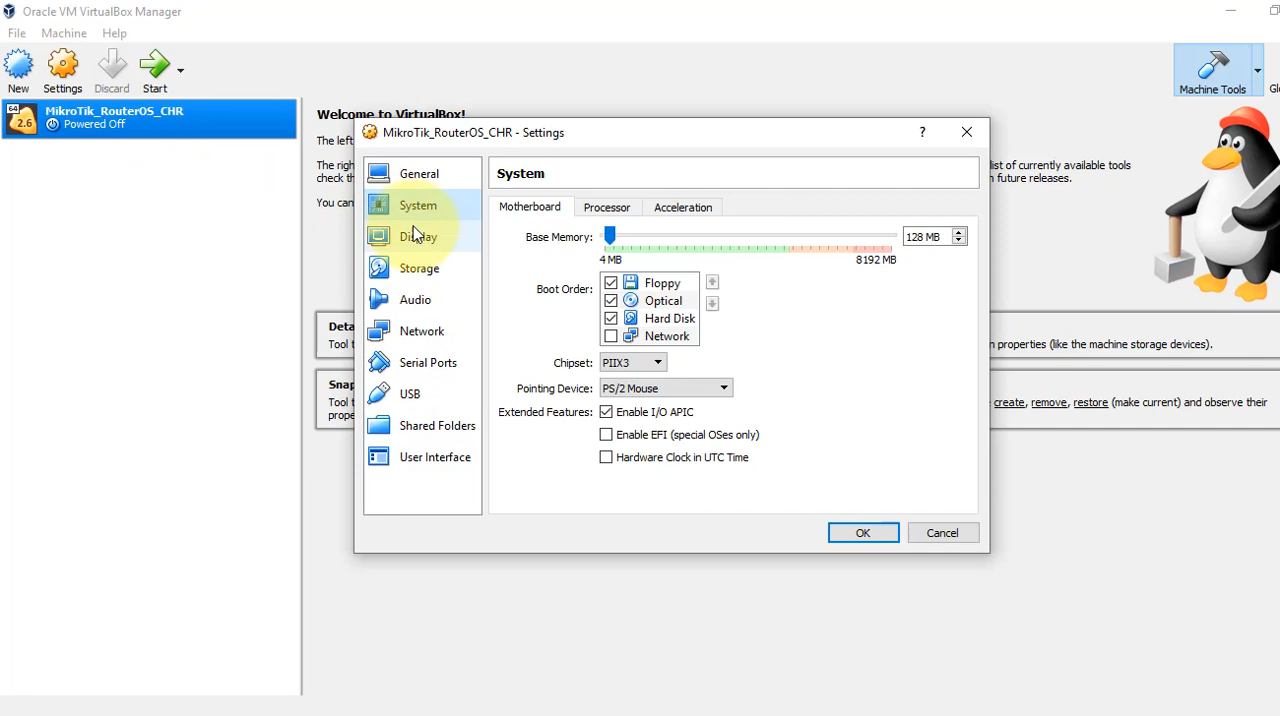 Oracle VM VirtualBox Manager
File Machine Help
New Settings Discard Start
Machine Tools
Glo
64
2.6
MikroTik_RouterOS_CHR
Powered Off
Welcome to VirtualBox!
The left
list of currently available tools
The righ
check th
n future releases.
You can
MikroTik_RouterOS_CHR - Settings
?
General
System
Display
Storage
Audio
Network
Serial Ports
USB
Shared Folders
User Interface
System
Motherboard Processor Acceleration
Base Memory: 128 MB
4 MB 8192 MB
Boot Order: Floppy
Optical
Hard Disk
Network
Chipset: PIIX3
Pointing Device: PS/2 Mouse
Extended Features: Enable I/O APIC
Enable EFI (special OSes only)
Hardware Clock in UTC Time
OK Cancel
Deta
Tool t
n properties (like the machine storage devices).
Snap
Tool t
prope
create, remove, restore (make current) and observe their